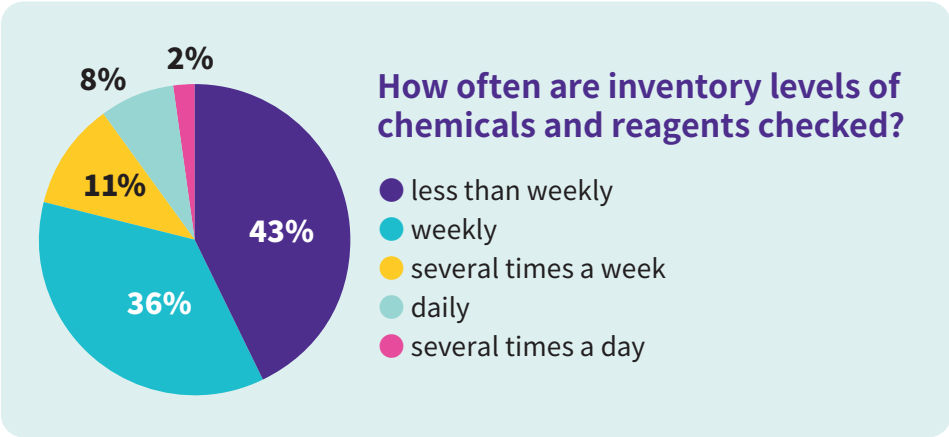 2%
8%
11%
43%
36%
How often are inventory levels of
chemicals and reagents checked?
less than weekly
weekly
several times a week
daily
several times a day